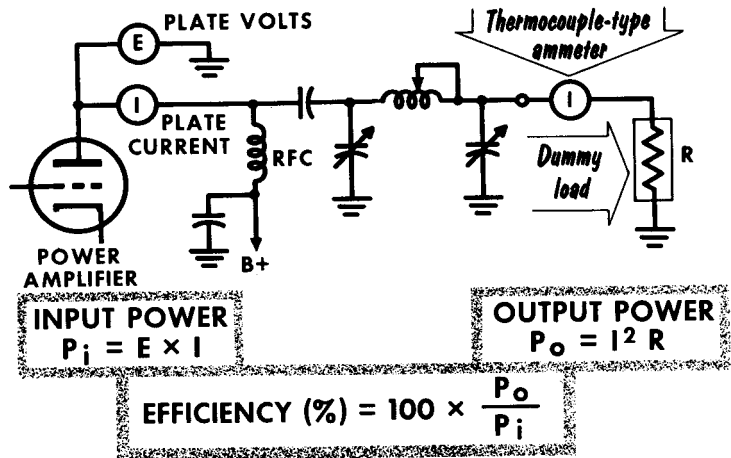 PLATE VOLTS
E
I
PLATE
CURRENT
Thermocouple-type
ammeter
I
RFC
Dummy
load
R
B+
POWER
AMPLIFIER
INPUT POWER
Pi = E × I
OUTPUT POWER
Po = I² R
EFFICIENCY (%) = 100 × Po / Pi